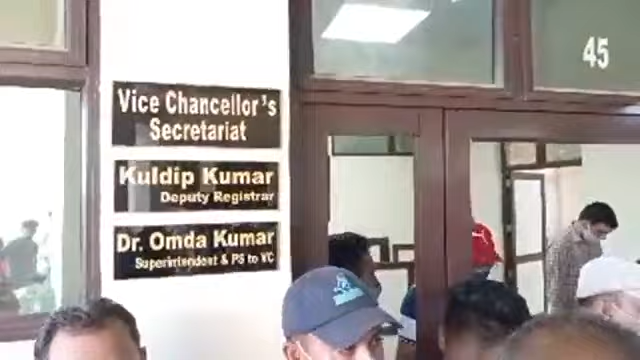 Vice Chancellor's
Secretariat
Kuldip Kumar
Deputy Registrar
Dr. Omda Kumar
Superintendent & PS to VC
45